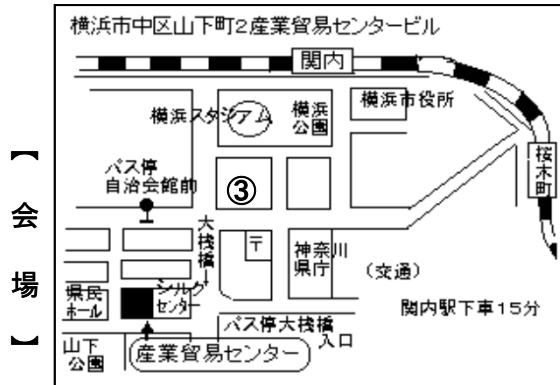 【会場】
横浜市中区山下町2産業貿易センタービル
関内
横浜スタジアム
横浜
公園
横浜市役所
桜木町
バス停
自治会館前
③
大桟橋
〒
神奈川
県庁
(交通)
県民
ホール
シルク
センター
関内駅下車15分
バス停大桟橋
入口
山下
公園
産業貿易センター